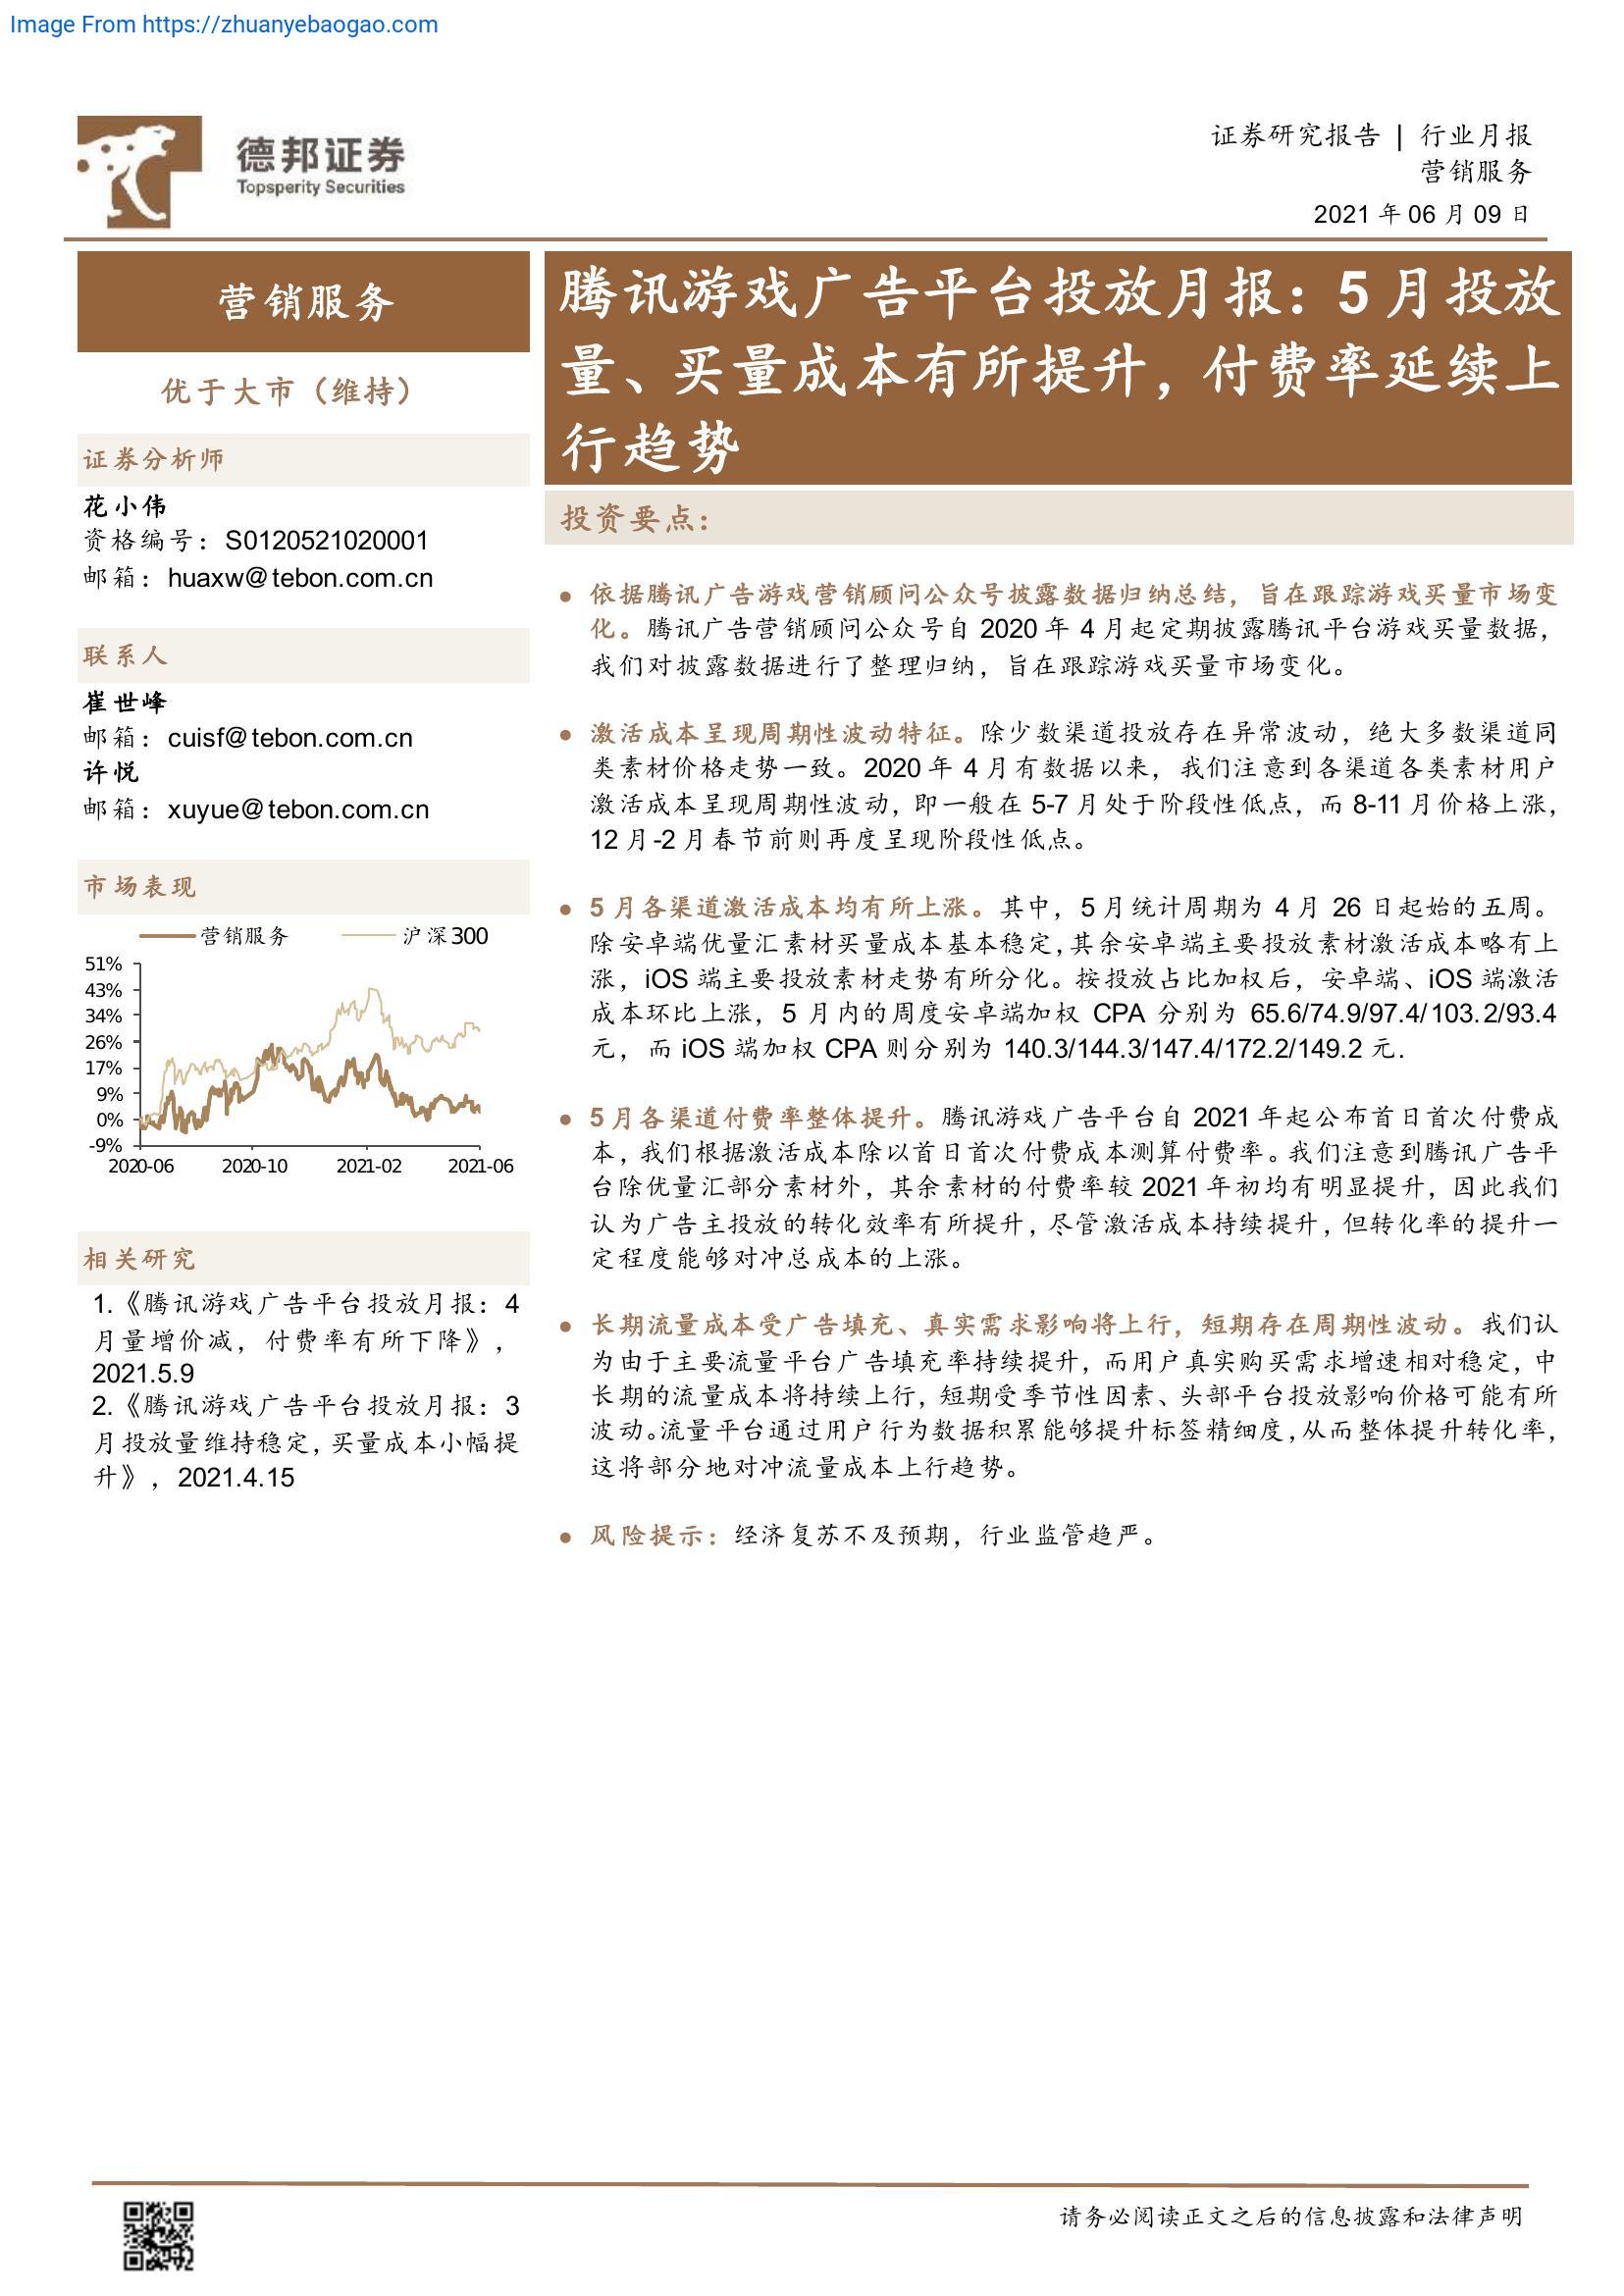 Image From https://zhuanyebaogao.com
德邦证券
Topsperity Securities
证券研究报告 | 行业月报
营销服务
2021 年 06 月 09 日
营销服务
优于大市（维持）
证券分析师
花小伟
资格编号：S0120521020001
邮箱：huaxw@tebon.com.cn
联系人
崔世峰
邮箱：cuisf@tebon.com.cn
许悦
邮箱：xuyue@tebon.com.cn
市场表现
营销服务 沪深300
51%
43%
34%
26%
17%
9%
0%
-9%
2020-06 2020-10 2021-02 2021-06
相关研究
1.《腾讯游戏广告平台投放月报：4
月量增价减，付费率有所下降》，
2021.5.9
2.《腾讯游戏广告平台投放月报：3
月投放量维持稳定，买量成本小幅提
升》，2021.4.15
腾讯游戏广告平台投放月报：5 月投放
量、买量成本有所提升，付费率延续上
行趋势
投资要点：
● 依据腾讯广告游戏营销顾问公众号披露数据归纳总结，旨在跟踪游戏买量市场变
化。腾讯广告营销顾问公众号自 2020 年 4 月起定期披露腾讯平台游戏买量数据，
我们对披露数据进行了整理归纳，旨在跟踪游戏买量市场变化。
● 激活成本呈现周期性波动特征。除少数渠道投放存在异常波动，绝大多数渠道同
类素材价格走势一致。2020 年 4 月有数据以来，我们注意到各渠道各类素材用户
激活成本呈现周期性波动，即一般在 5-7 月处于阶段性低点，而 8-11 月价格上涨，
12 月-2 月春节前则再度呈现阶段性低点。
● 5 月各渠道激活成本均有所上涨。其中，5 月统计周期为 4 月 26 日起始的五周。
除安卓端优量汇素材买量成本基本稳定，其余安卓端主要投放素材激活成本略有上
涨，iOS 端主要投放素材走势有所分化。按投放占比加权后，安卓端、iOS 端激活
成本环比上涨，5 月内的周度安卓端加权 CPA 分别为 65.6/74.9/97.4/103.2/93.4
元，而 iOS 端加权 CPA 则分别为 140.3/144.3/147.4/172.2/149.2 元.
● 5 月各渠道付费率整体提升。腾讯游戏广告平台自 2021 年起公布首日首次付费成
本，我们根据激活成本除以首日首次付费成本测算付费率。我们注意到腾讯广告平
台除优量汇部分素材外，其余素材的付费率较 2021 年初均有明显提升，因此我们
认为广告主投放的转化效率有所提升，尽管激活成本持续提升，但转化率的提升一
定程度能够对冲总成本的上涨。
● 长期流量成本受广告填充、真实需求影响将上行，短期存在周期性波动。我们认
为由于主要流量平台广告填充率持续提升，而用户真实购买需求增速相对稳定，中
长期的流量成本将持续上行，短期受季节性因素、头部平台投放影响价格可能有所
波动。流量平台通过用户行为数据积累能够提升标签精细度，从而整体提升转化率，
这将部分地对冲流量成本上行趋势。
● 风险提示：经济复苏不及预期，行业监管趋严。
请务必阅读正文之后的信息披露和法律声明